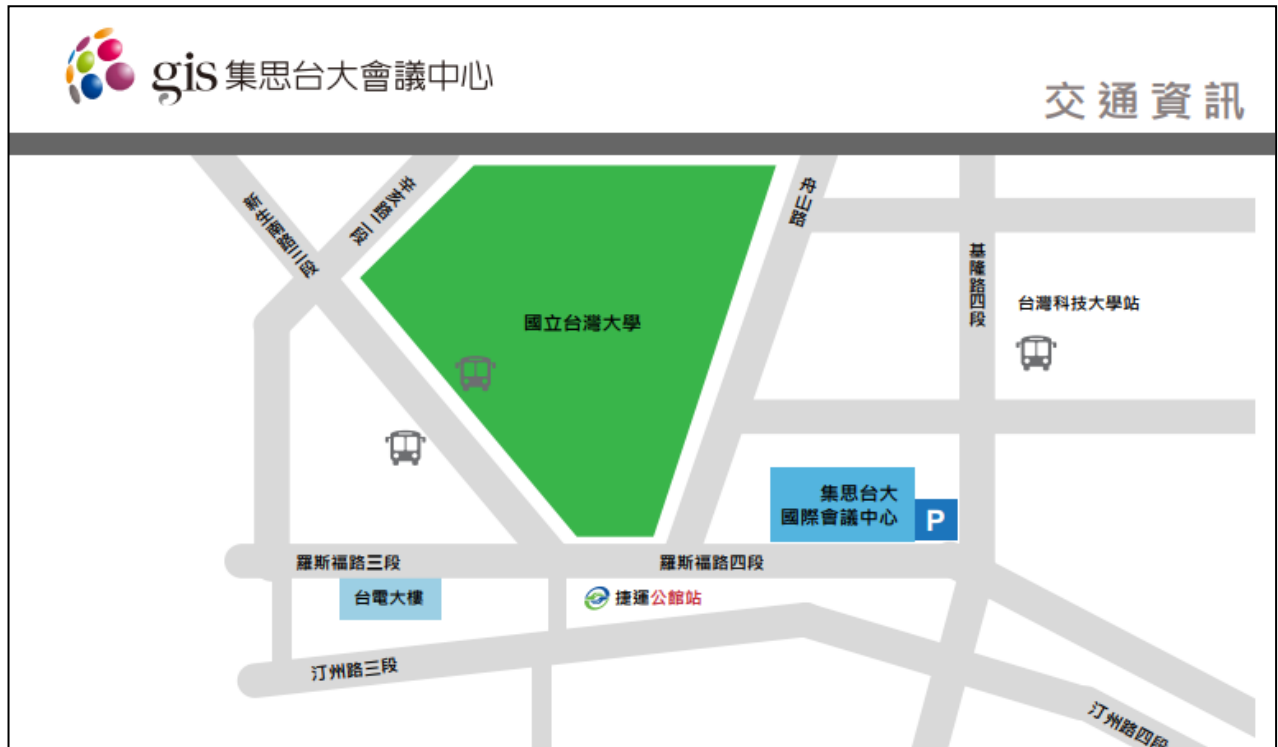 gis 集思台大會議中心
交通資訊
新生南路三段
辛亥路二段
舟山路
基隆路四段
國立台灣大學
台灣科技大學站
集思台大
國際會議中心
P
羅斯福路三段
羅斯福路四段
台電大樓
捷運公館站
汀州路三段
汀州路四段